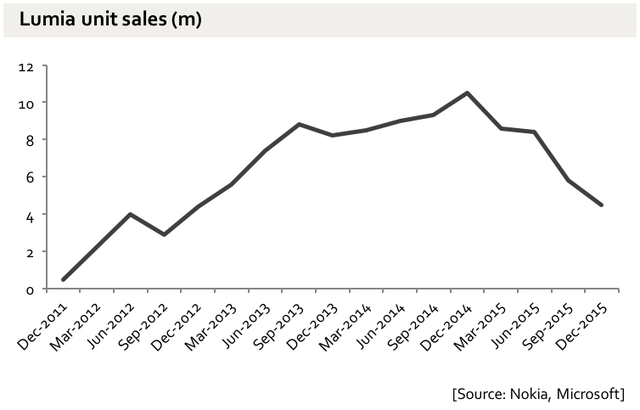 Lumia unit sales (m)
12
10
8
6
4
2
0
Dec-2011
Mar-2012
Jun-2012
Sep-2012
Dec-2012
Mar-2013
Jun-2013
Sep-2013
Dec-2013
Mar-2014
Jun-2014
Sep-2014
Dec-2014
Mar-2015
Jun-2015
Sep-2015
Dec-2015
[Source: Nokia, Microsoft]